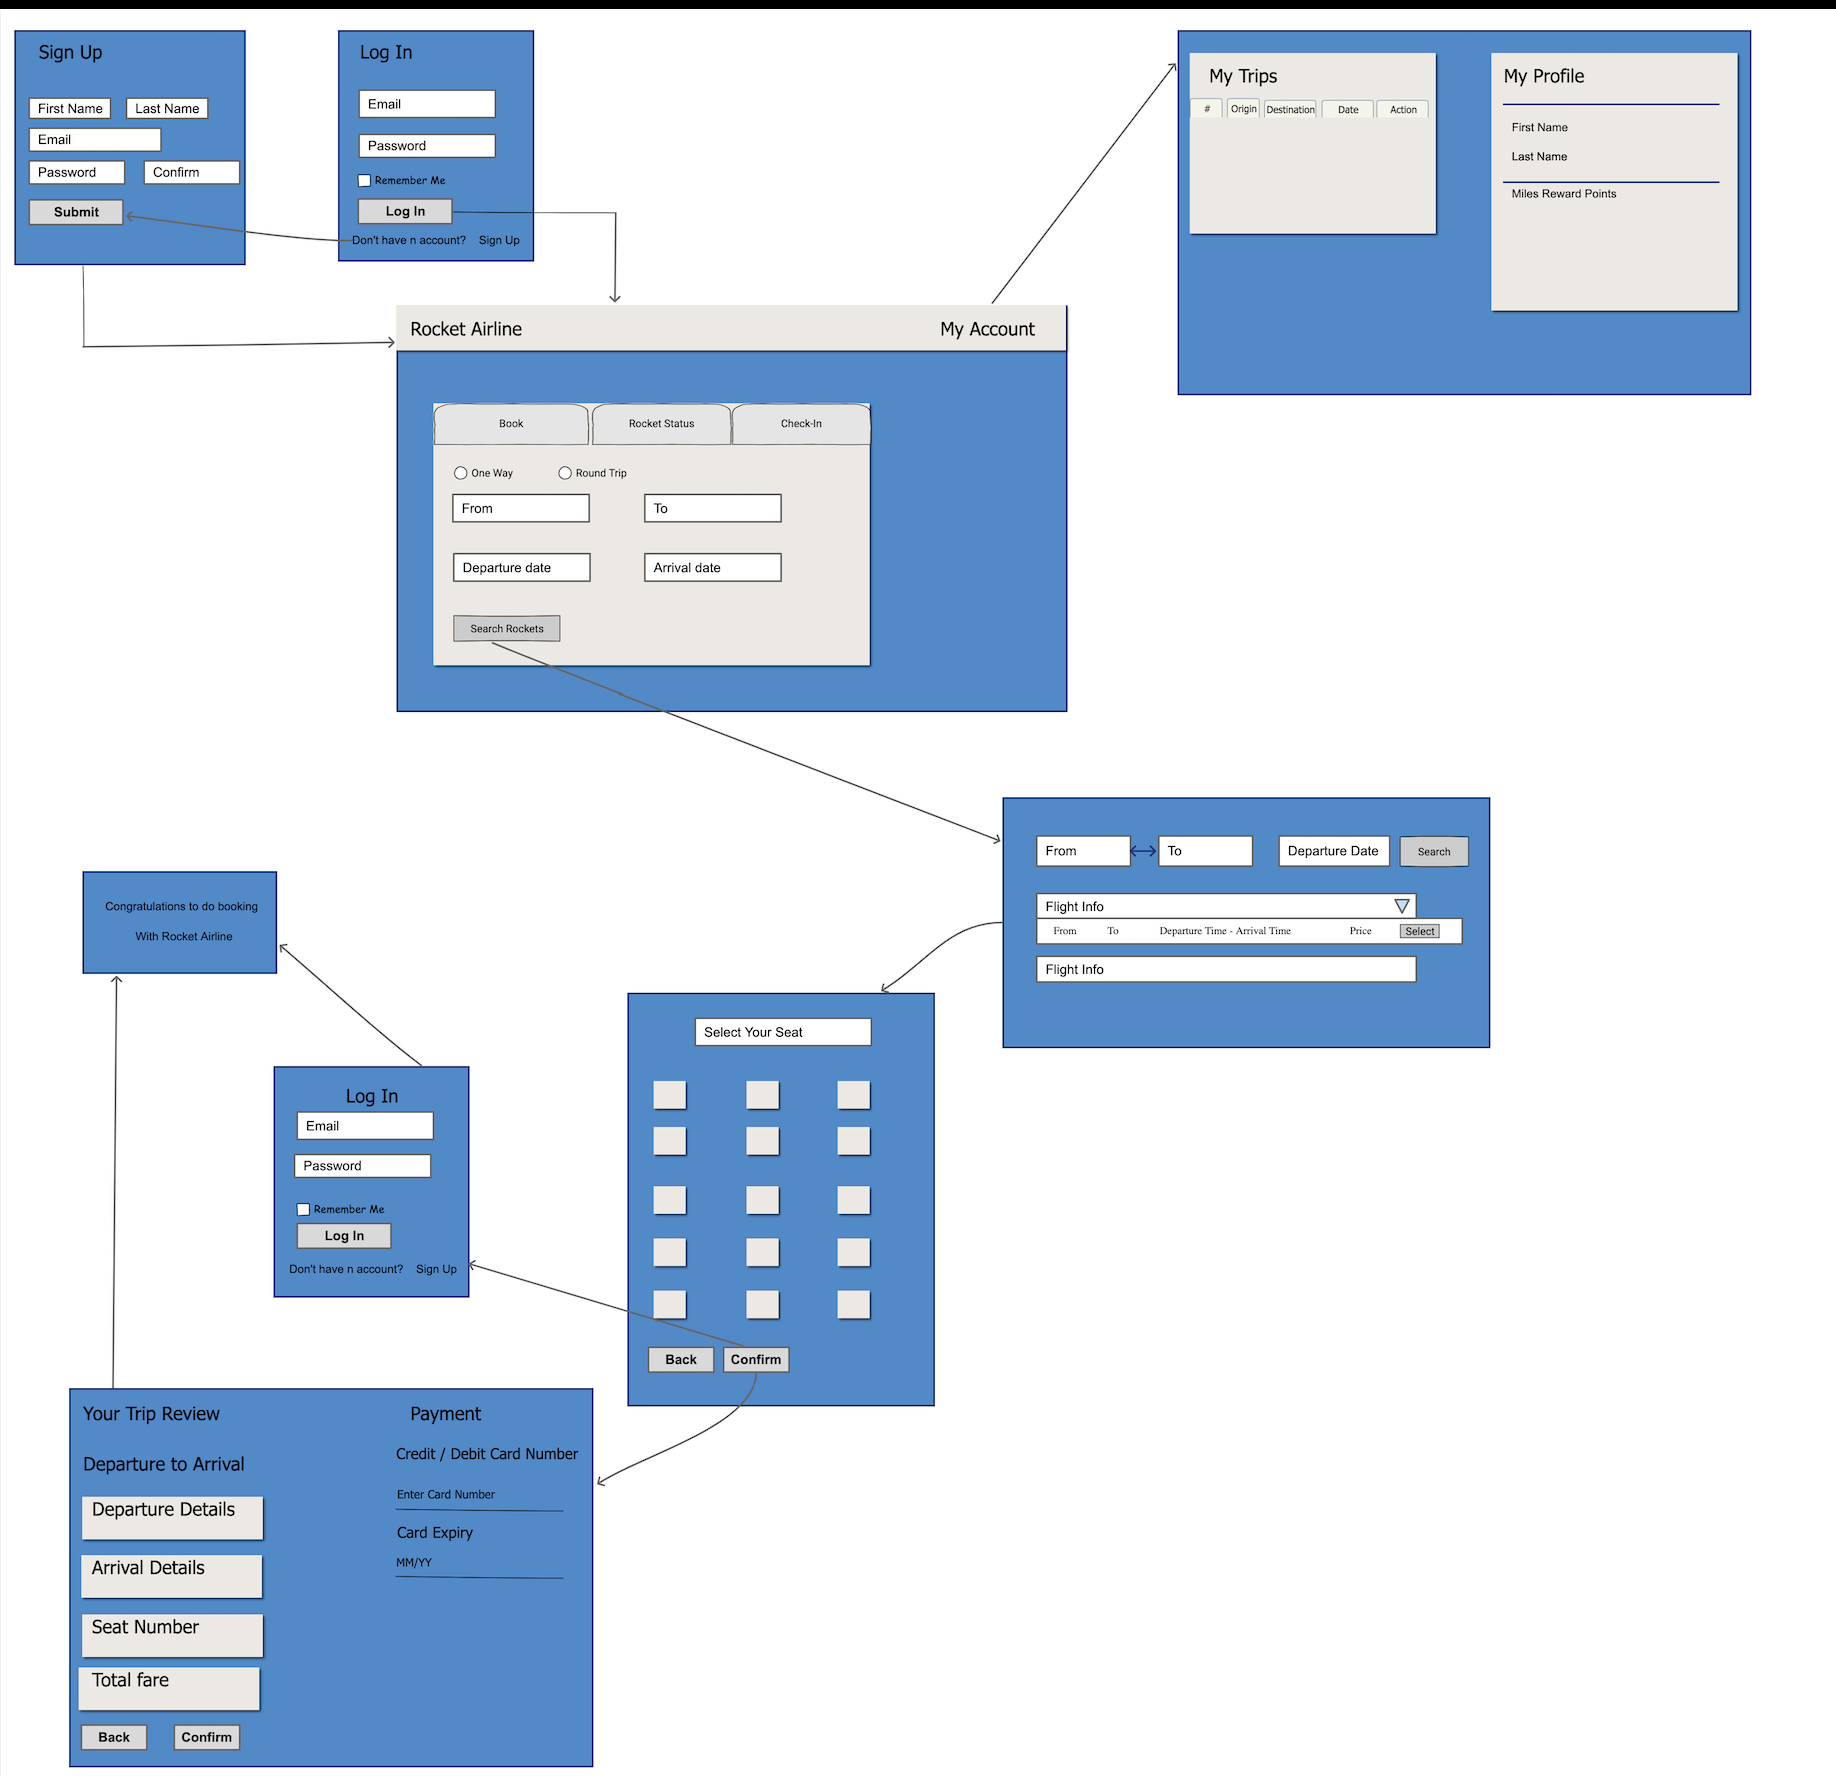 Sign Up
First Name Last Name
Email
Password Confirm
Submit
Log In
Email
Password
Remember Me
Log In
Don't have n account? Sign Up
My Trips
# Origin Destination Date Action
My Profile
First Name
Last Name
Miles Reward Points
Rocket Airline My Account
Book Rocket Status Check-In
One Way Round Trip
From To
Departure date Arrival date
Search Rockets
From To Departure Date Search
Flight Info
From To Departure Time - Arrival Time Price Select
Flight Info
Select Your Seat
Back Confirm
Log In
Email
Password
Remember Me
Log In
Don't have n account? Sign Up
Congratulations to do booking
With Rocket Airline
Your Trip Review
Departure to Arrival
Departure Details
Arrival Details
Seat Number
Total fare
Back Confirm
Payment
Credit / Debit Card Number
Enter Card Number
Card Expiry
MM/YY